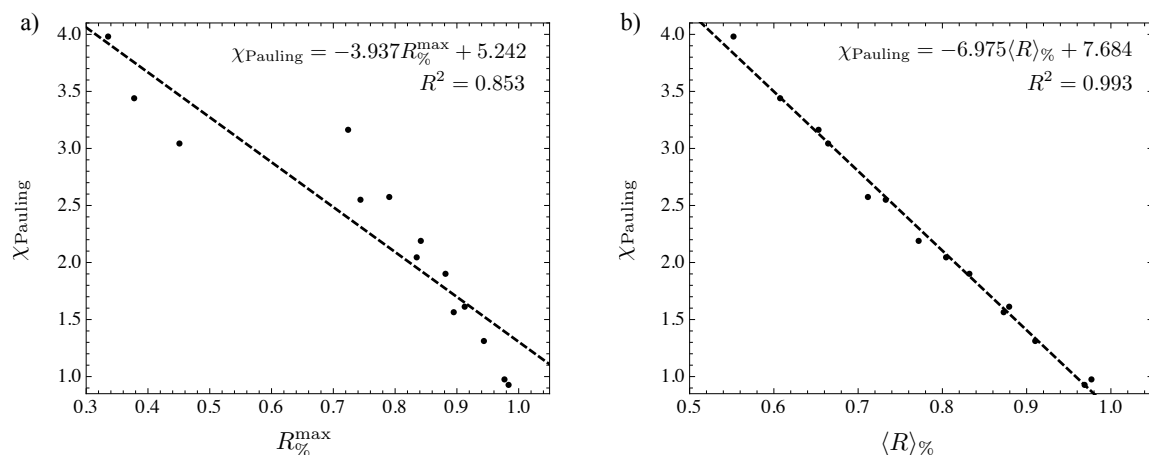 a)
χPauling = −3.937R%max + 5.242
R² = 0.853
4.0
3.5
3.0
2.5
2.0
1.5
1.0
χPauling
0.3 0.4 0.5 0.6 0.7 0.8 0.9 1.0
R%max
b)
χPauling = −6.975⟨R⟩% + 7.684
R² = 0.993
4.0
3.5
3.0
2.5
2.0
1.5
1.0
χPauling
0.5 0.6 0.7 0.8 0.9 1.0
⟨R⟩%